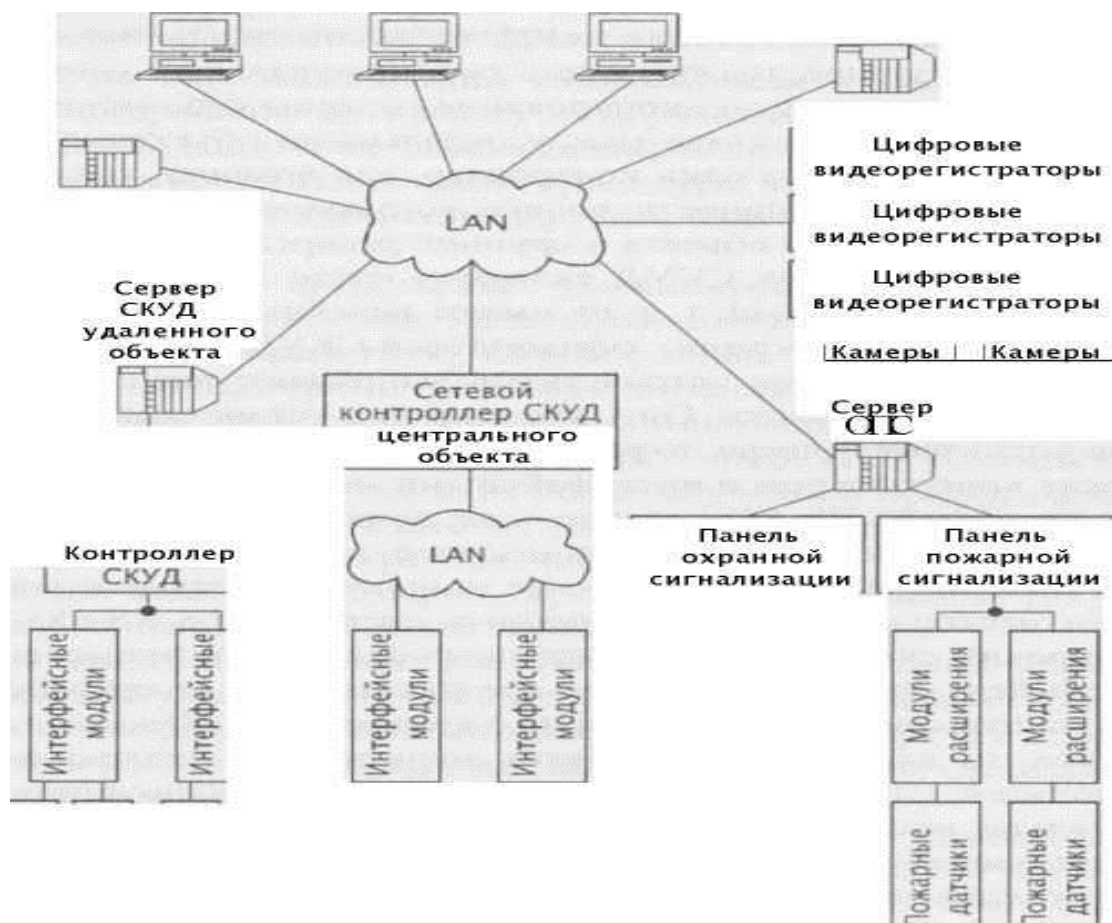 LAN
Цифровые
видеорегистраторы
Цифровые
видеорегистраторы
Цифровые
видеорегистраторы
Камеры
Камеры
Сервер
СКУД
удаленного
объекта
Сетевой
контроллер СКУД
центрального
объекта
Сервер
ОПС
LAN
Контроллер
СКУД
Панель
охранной
сигнализации
Панель
пожарной
сигнализации
Интерфейсные
модули
Интерфейсные
Интерфейсные
модули
Интерфейсные
модули
Модули
расширения
Модули
расширения
Пожарные
датчики
Пожарные
датчики